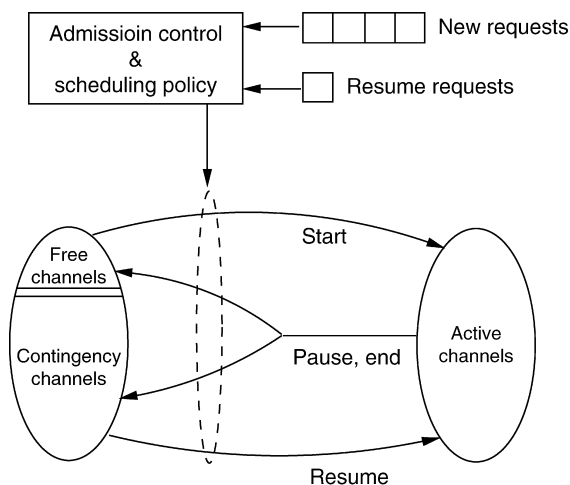 Admissioin control
&
scheduling policy
New requests
Resume requests
Start
Free
channels
Contingency
channels
Pause, end
Active
channels
Resume